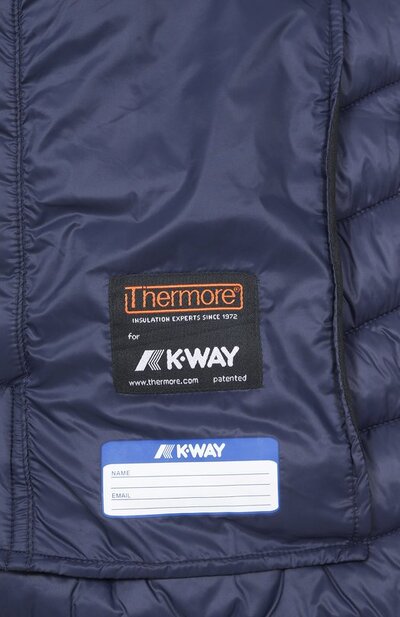 Thermore®
INSULATION EXPERTS SINCE 1972
for
K-WAY
www.thermore.com patented
K-WAY
NAME
EMAIL